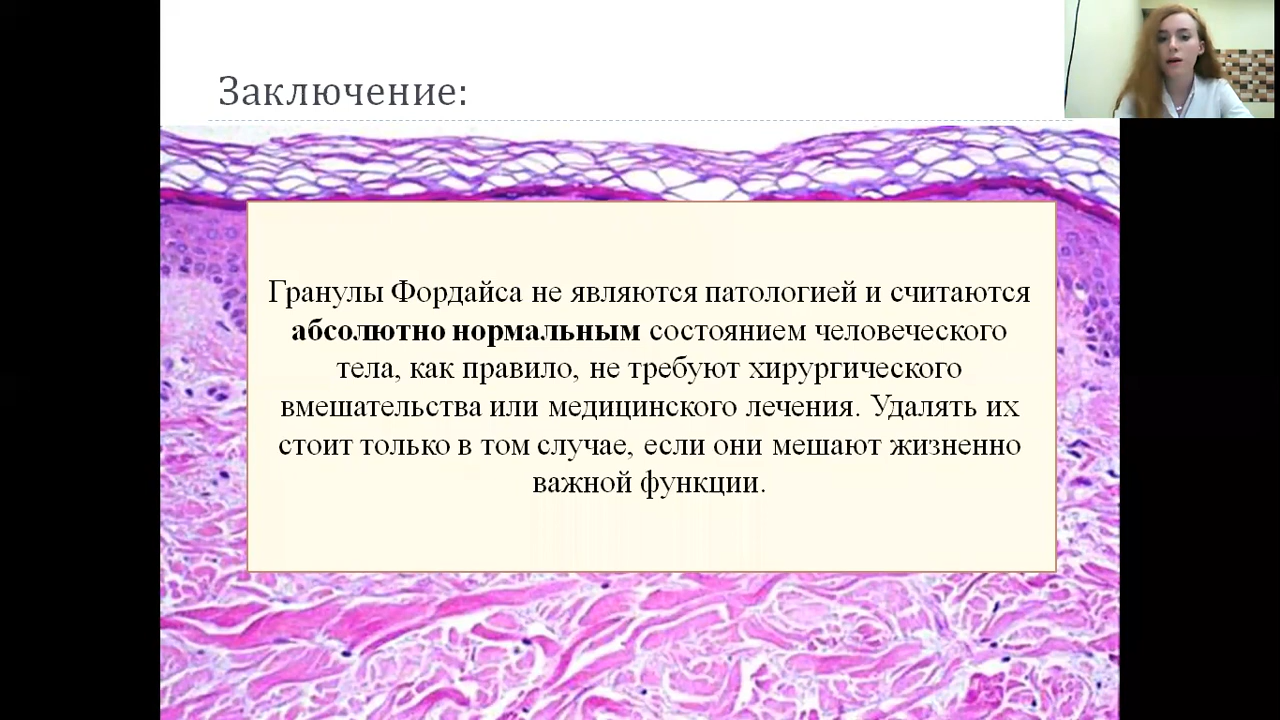 Заключение:
Гранулы Фордайса не являются патологией и считаются
абсолютно нормальным состоянием человеческого
тела, как правило, не требуют хирургического
вмешательства или медицинского лечения. Удалять их
стоит только в том случае, если они мешают жизненно
важной функции.